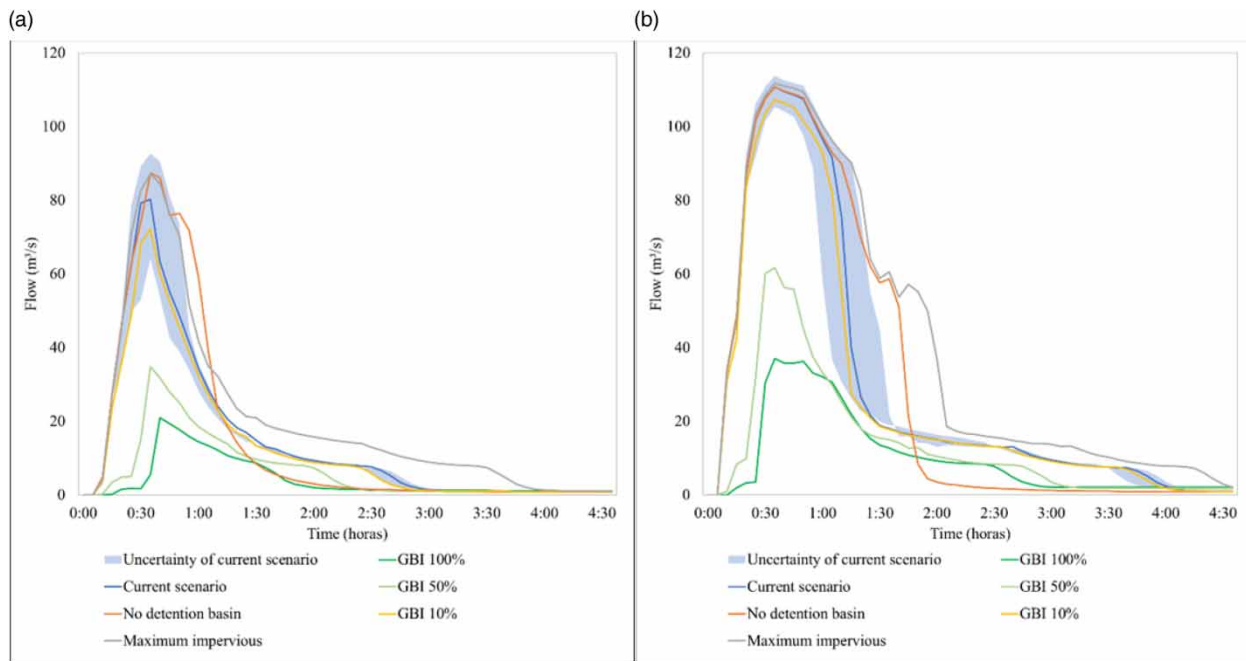 (a)
120
100
80
60
40
20
0
Flow (m³/s)
0:00 0:30 1:00 1:30 2:00 2:30 3:00 3:30 4:00 4:30
Time (horas)
Uncertainty of current scenario GBI 100%
Current scenario GBI 50%
No detention basin GBI 10%
Maximum impervious
(b)
120
100
80
60
40
20
0
Flow (m³/s)
0:00 0:30 1:00 1:30 2:00 2:30 3:00 3:30 4:00 4:30
Time (horas)
Uncertainty of current scenario GBI 100%
Current scenario GBI 50%
No detention basin GBI 10%
Maximum impervious